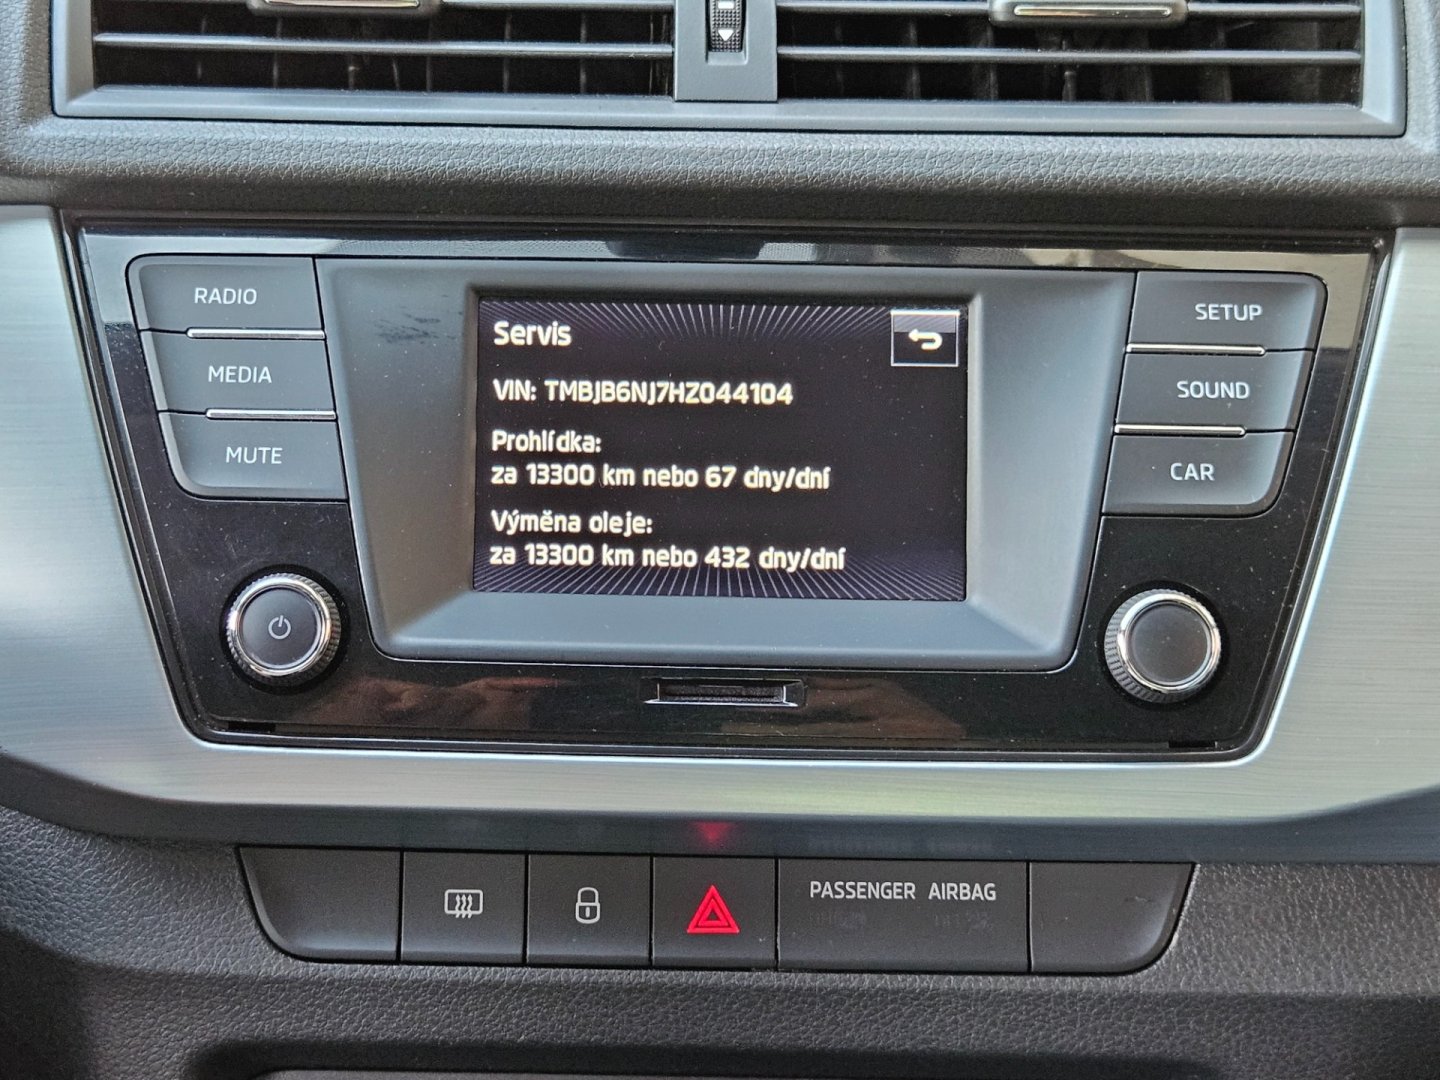 RADIO
MEDIA
MUTE
Servis
VIN: TMBJB6NJ7HZ044104
Prohlídka:
za 13300 km nebo 67 dny/dní
Výměna oleje:
za 13300 km nebo 432 dny/dní
SETUP
SOUND
CAR
PASSENGER AIRBAG